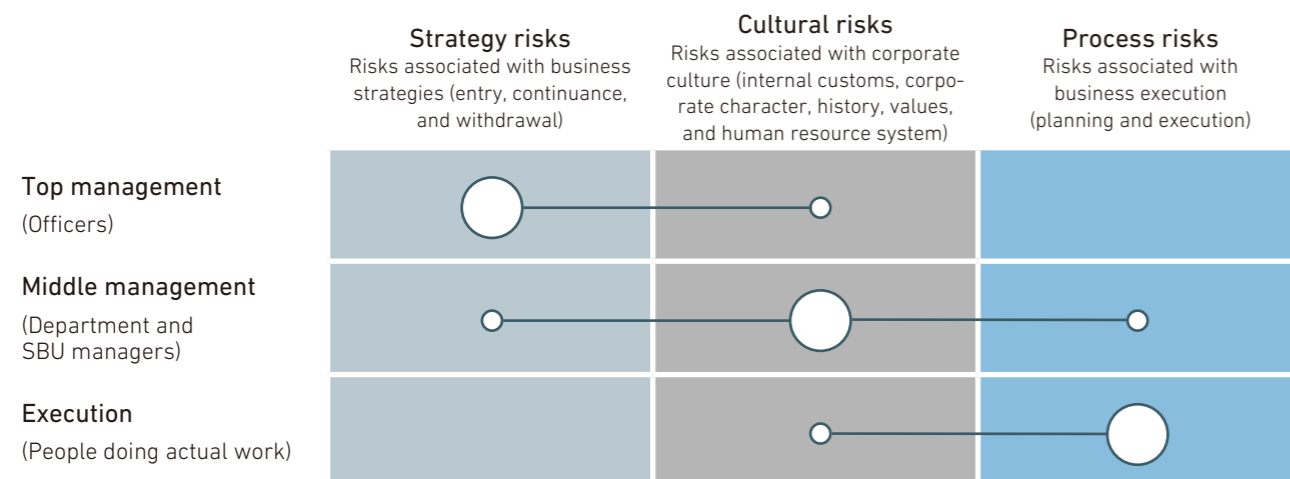 Strategy risks
Risks associated with business
strategies (entry, continuance,
and withdrawal)
Cultural risks
Risks associated with corporate
culture (internal customs, corpo-
rate character, history, values,
and human resource system)
Process risks
Risks associated with
business execution
(planning and execution)
Top management
(Officers)
Middle management
(Department and
SBU managers)
Execution
(People doing actual work)